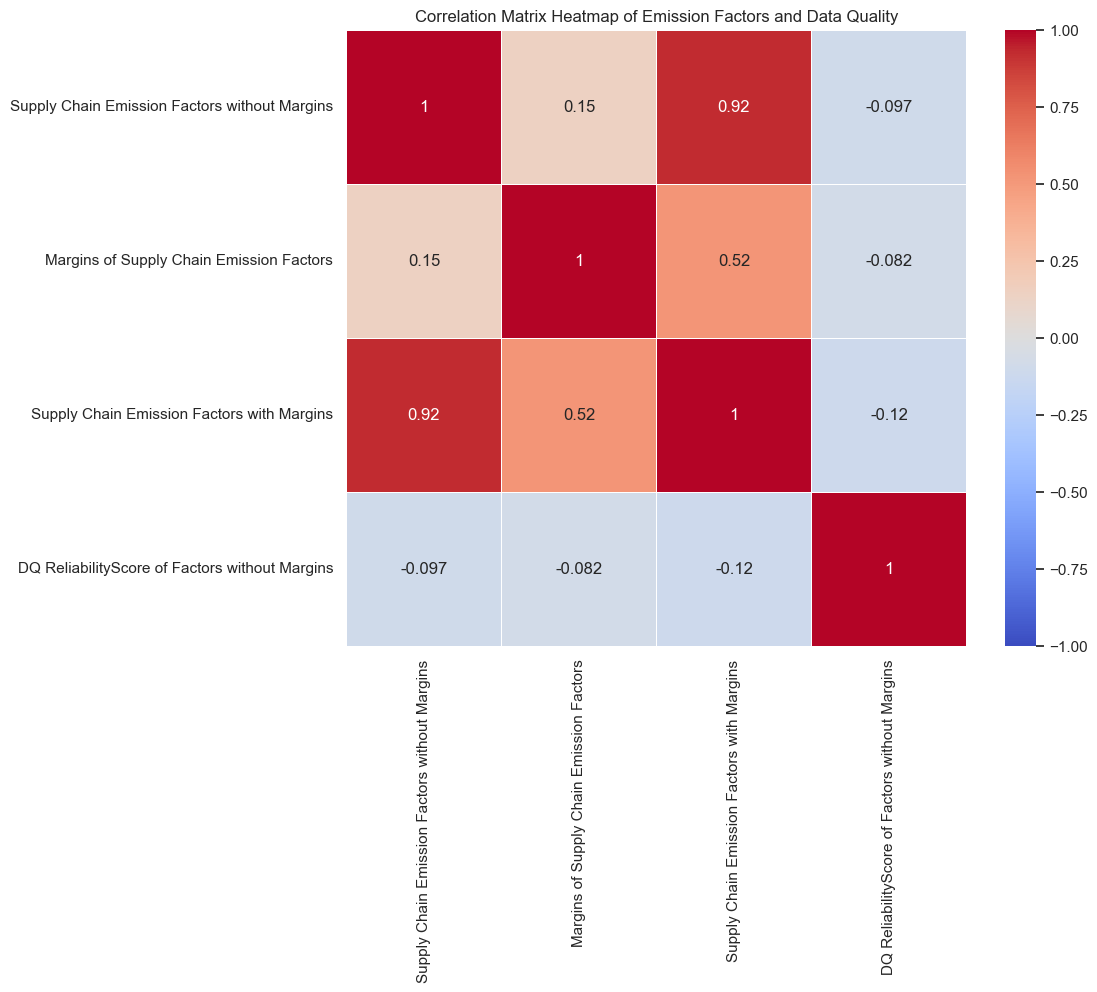 Correlation Matrix Heatmap of Emission Factors and Data Quality
Supply Chain Emission Factors without Margins
1
0.15
0.92
-0.097
Margins of Supply Chain Emission Factors
0.15
1
0.52
-0.082
Supply Chain Emission Factors with Margins
0.92
0.52
1
-0.12
DQ ReliabilityScore of Factors without Margins
-0.097
-0.082
-0.12
1
Supply Chain Emission Factors without Margins
Margins of Supply Chain Emission Factors
Supply Chain Emission Factors with Margins
DQ ReliabilityScore of Factors without Margins
1.00
0.75
0.50
0.25
0.00
−0.25
−0.50
−0.75
−1.00